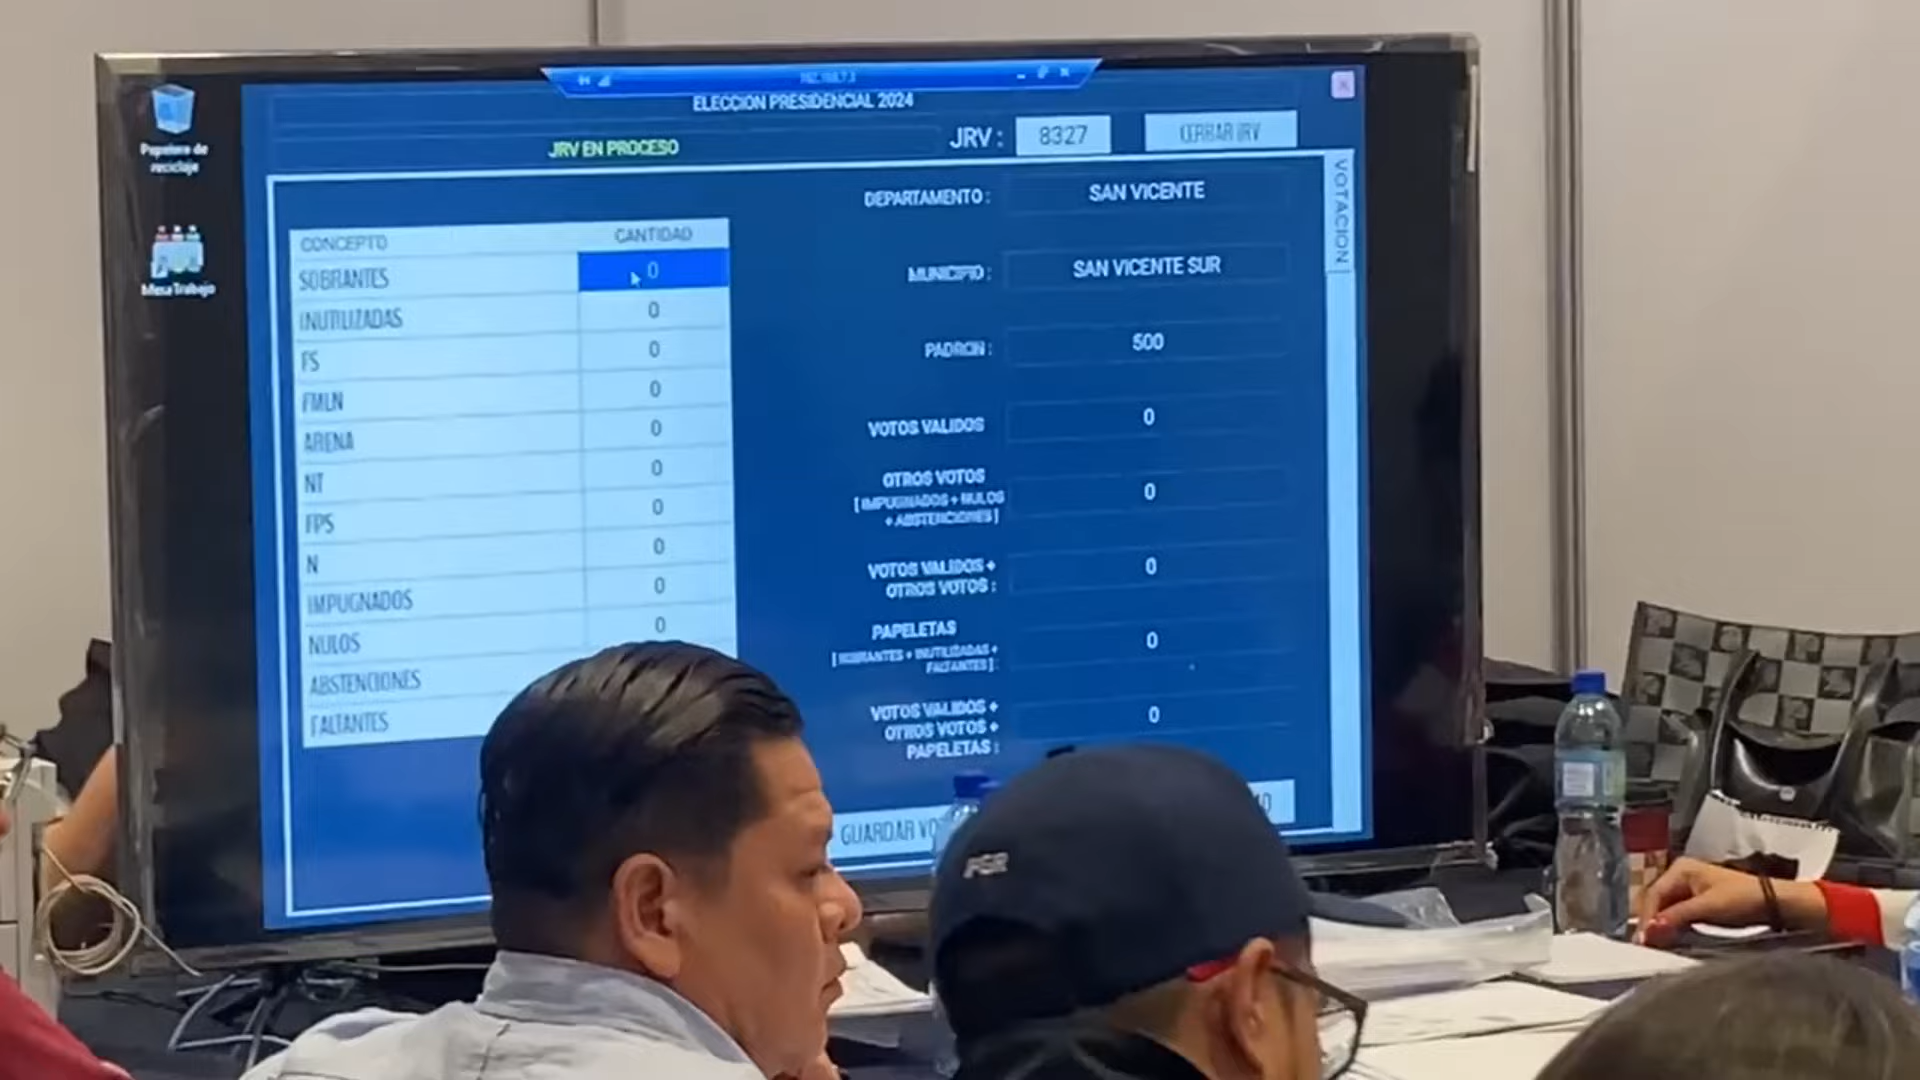 ELECCION PRESIDENCIAL 2024
JRV EN PROCESO
JRV : 8327 CERRAR JRV
Papelera de reciclaje
MesaTrabajo
VOTACION
CONCEPTO CANTIDAD
SOBRANTES 0
INUTILIZADAS 0
FS 0
FMLN 0
ARENA 0
NT 0
FPS 0
N 0
IMPUGNADOS 0
NULOS 0
ABSTENCIONES
FALTANTES
DEPARTAMENTO : SAN VICENTE
MUNICIPIO : SAN VICENTE SUR
PADRON : 500
VOTOS VALIDOS 0
OTROS VOTOS 0
[ IMPUGNADOS + NULOS
+ ABSTENCIONES ]
VOTOS VALIDOS + 0
OTROS VOTOS :
PAPELETAS 0
[ SOBRANTES + INUTILIZADAS +
FALTANTES ] :
VOTOS VALIDOS + 0
OTROS VOTOS +
PAPELETAS :
GUARDAR VO